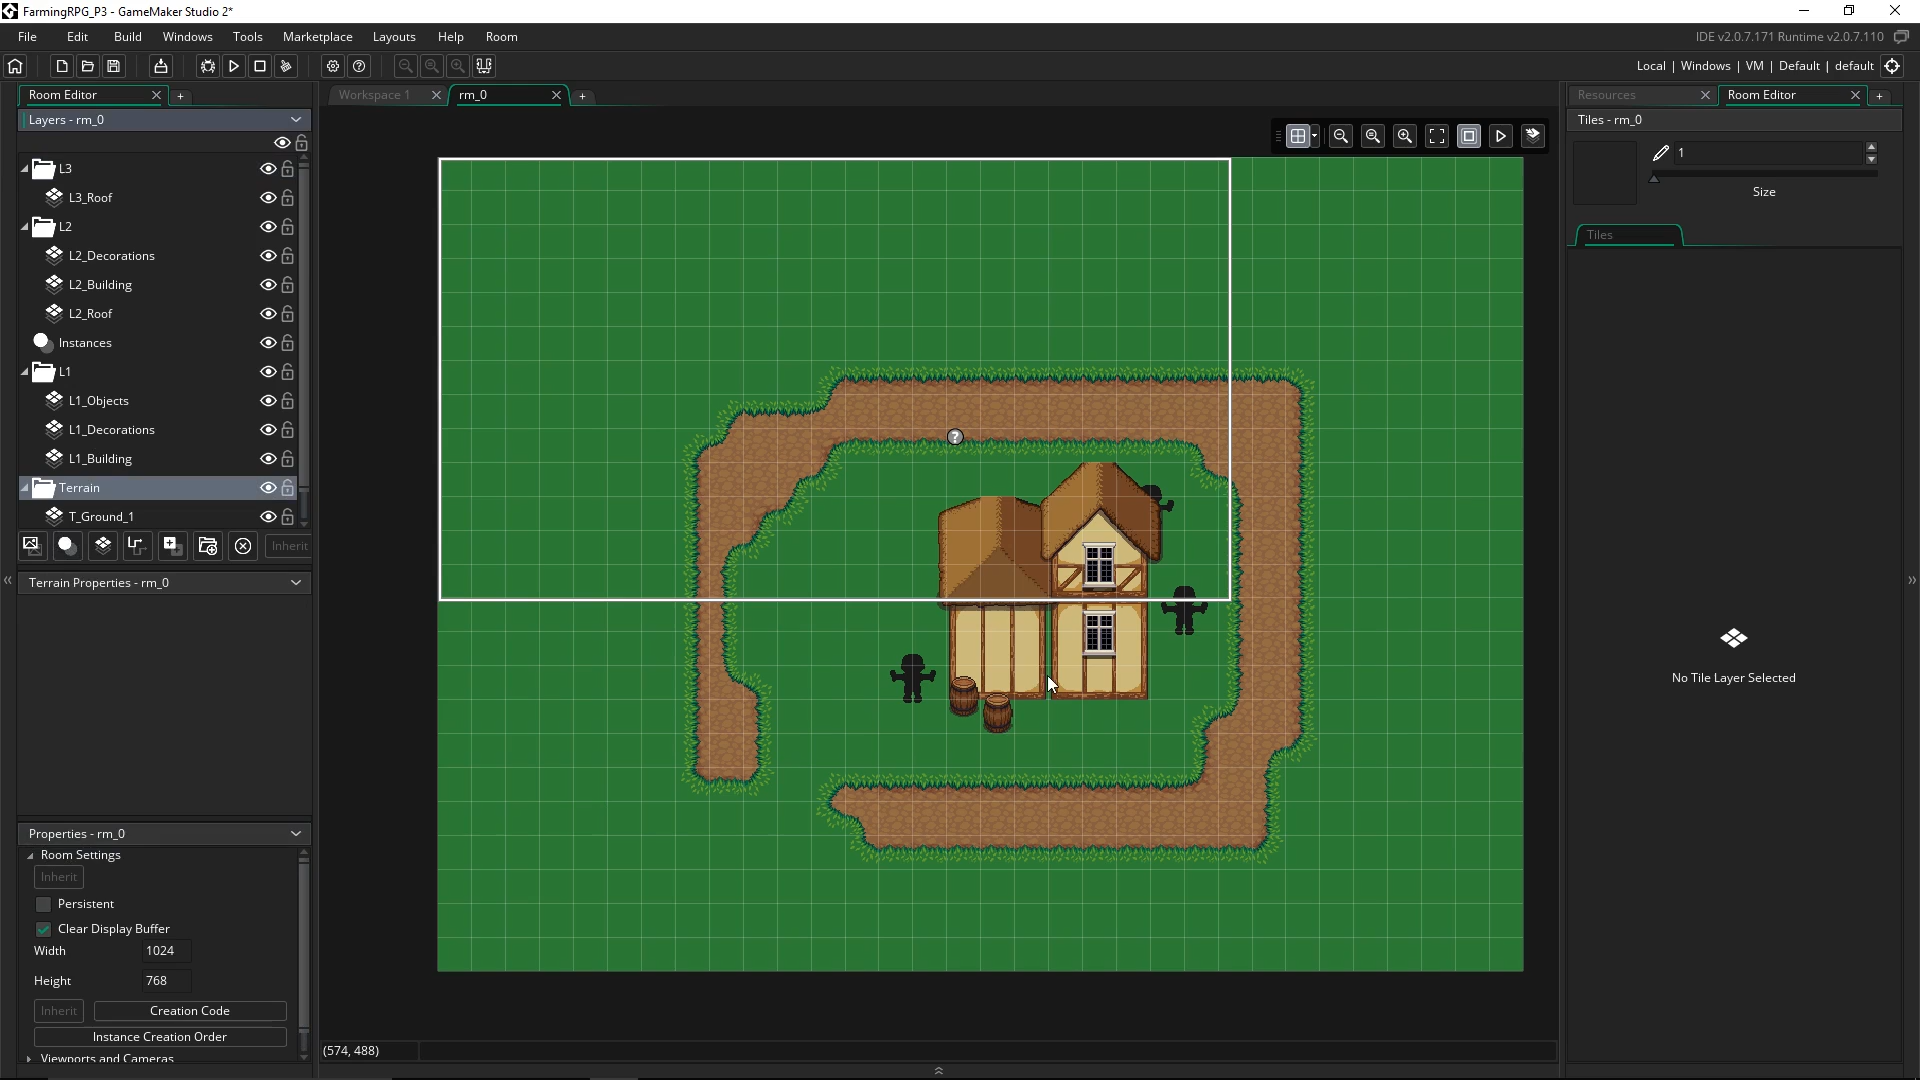 FarmingRPG_P3 - GameMaker Studio 2*
File Edit Build Windows Tools Marketplace Layouts Help Room
IDE v2.0.7.171 Runtime v2.0.7.110
Local | Windows | VM | Default | default
Room Editor
Workspace 1
rm_0
Resources
Room Editor
Layers - rm_0
Tiles - rm_0
1
Size
Tiles
L3
L3_Roof
L2
L2_Decorations
L2_Building
L2_Roof
Instances
L1
L1_Objects
L1_Decorations
L1_Building
Terrain
T_Ground_1
Inherit
Terrain Properties - rm_0
?
No Tile Layer Selected
Properties - rm_0
Room Settings
Inherit
Persistent
Clear Display Buffer
Width 1024
Height 768
Inherit Creation Code
Instance Creation Order
Viewports and Cameras
(574, 488)